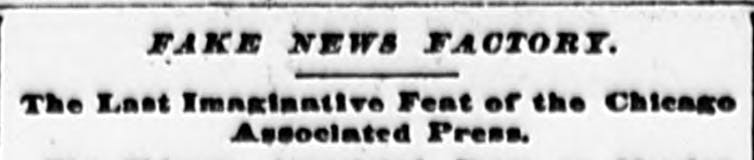 FAKE NEWS FACTORY.
The Last Imaginative Feat of the Chicago
Associated Press.